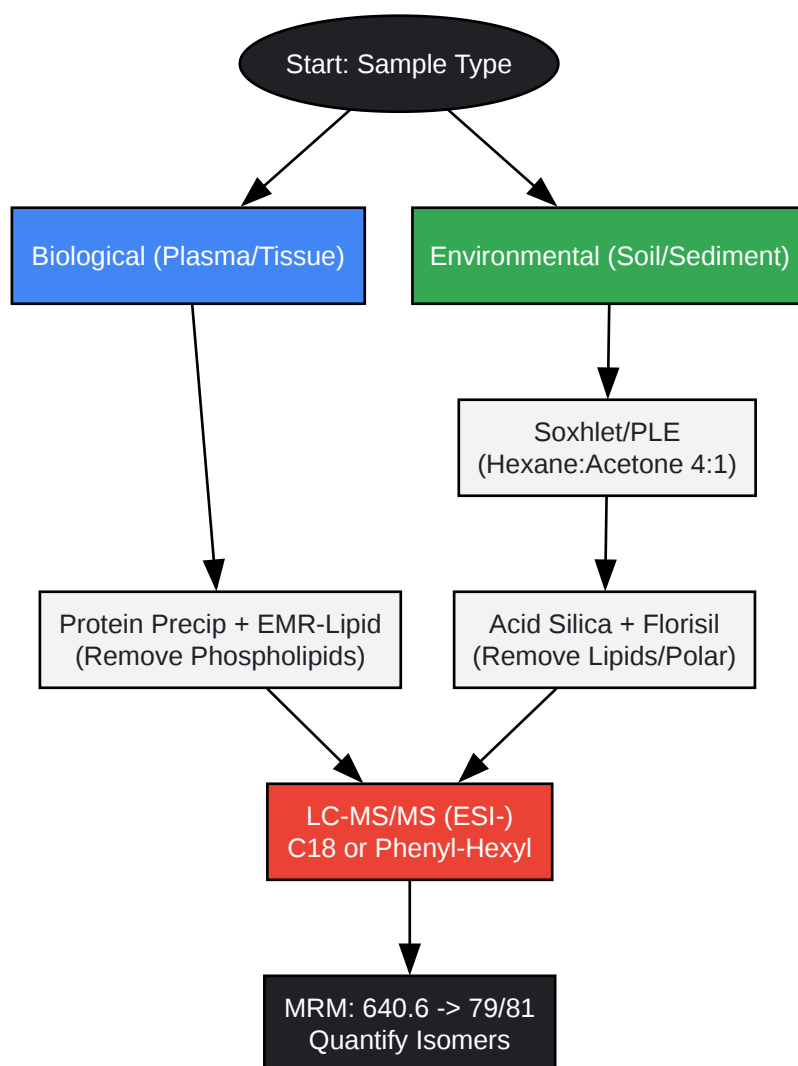 Start: Sample Type
Biological (Plasma/Tissue)
Environmental (Soil/Sediment)
Soxhlet/PLE
(Hexane:Acetone 4:1)
Protein Precip + EMR-Lipid
(Remove Phospholipids)
Acid Silica + Florisil
(Remove Lipids/Polar)
LC-MS/MS (ESI-)
C18 or Phenyl-Hexyl
MRM: 640.6 -> 79/81
Quantify Isomers